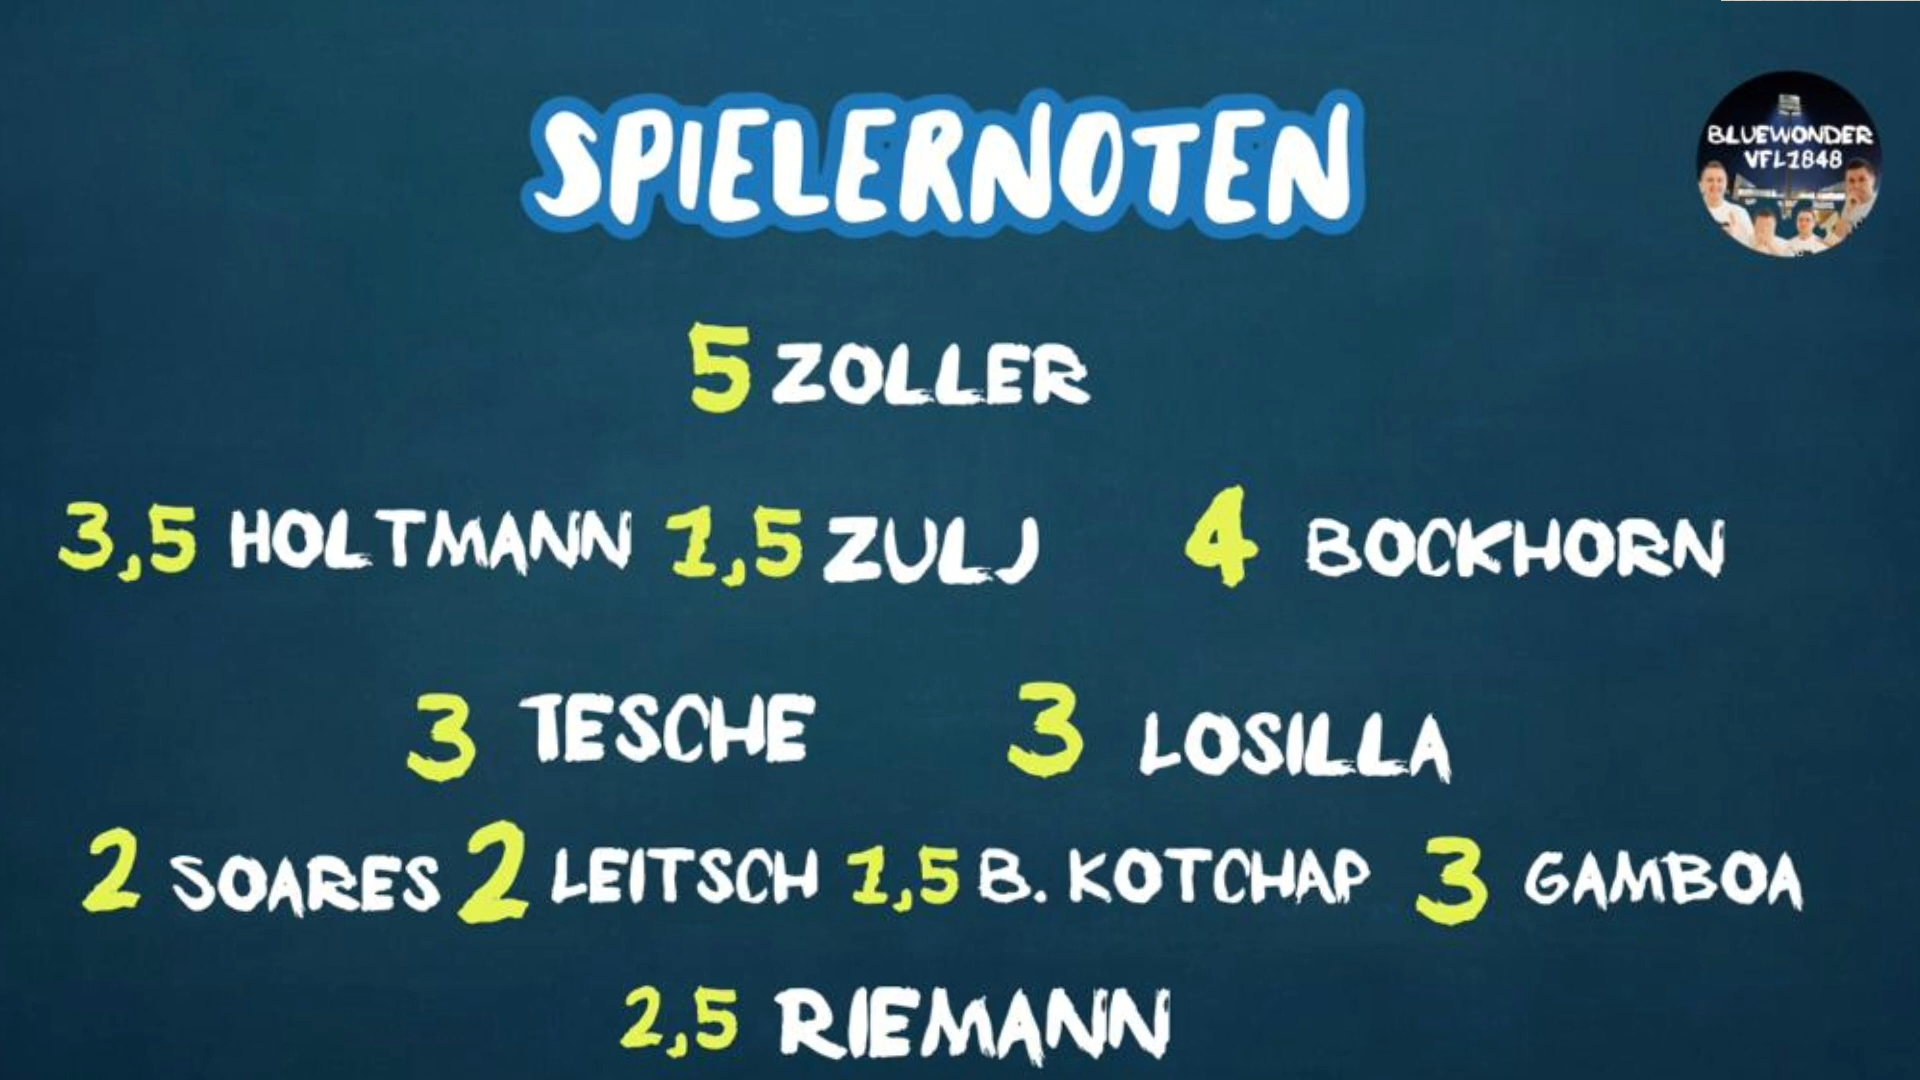 SPIELERNOTEN
BLUEWONDER
VFL1848
5 ZOLLER
3,5 HOLTMANN 1,5 ZULJ 4 BOCKHORN
3 TESCHE 3 LOSILLA
2 SOARES 2 LEITSCH 1,5 B. KOTCHAP 3 GAMBOA
2,5 RIEMANN